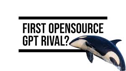 FIRST OPENSOURCE
GPT RIVAL?